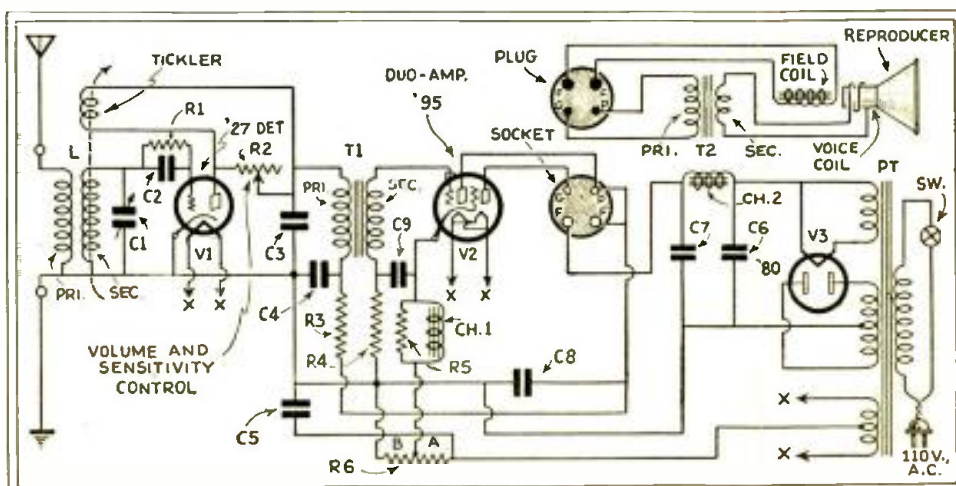 TICKLER
R1
'27 DET
R2
L
C2
C1
V1
PRI.
SEC
X
X
VOLUME AND
SENSITIVITY
CONTROL
C3
C4
C5
T1
PRI
SEC.
C9
R3
R4
DUO-AMP.
'95
V2
X
X
CH.1
R5
B
A
R6
C8
PLUG
SOCKET
F
P
F
P
PRI.
T2
SEC.
FIELD
COIL
REPRODUCER
VOICE
COIL
CH.2
C7
C6
V3
'80
PT
SW.
X
X
110 V.,
A.C.